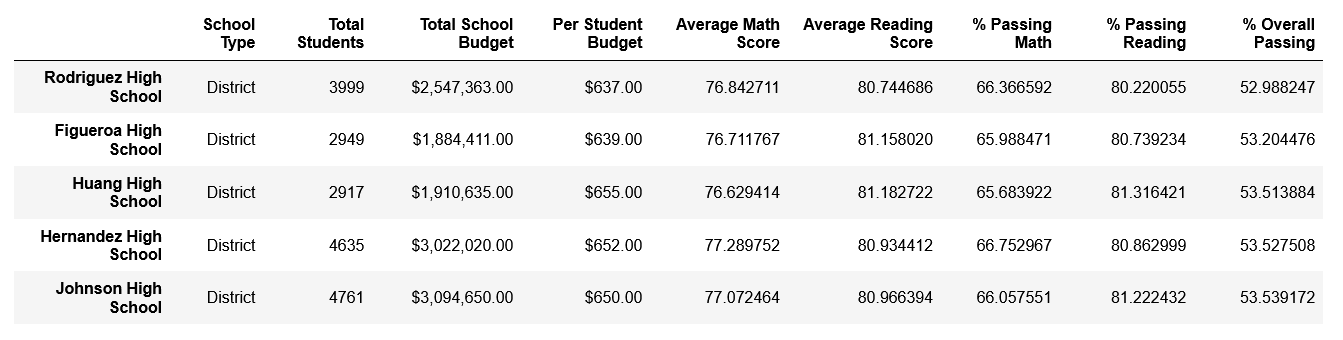 School Type Total Students Total School Budget Per Student Budget Average Math Score Average Reading Score % Passing Math % Passing Reading % Overall Passing
Rodriguez High School District 3999 $2,547,363.00 $637.00 76.842711 80.744686 66.366592 80.220055 52.988247
Figueroa High School District 2949 $1,884,411.00 $639.00 76.711767 81.158020 65.988471 80.739234 53.204476
Huang High School District 2917 $1,910,635.00 $655.00 76.629414 81.182722 65.683922 81.316421 53.513884
Hernandez High School District 4635 $3,022,020.00 $652.00 77.289752 80.934412 66.752967 80.862999 53.527508
Johnson High School District 4761 $3,094,650.00 $650.00 77.072464 80.966394 66.057551 81.222432 53.539172